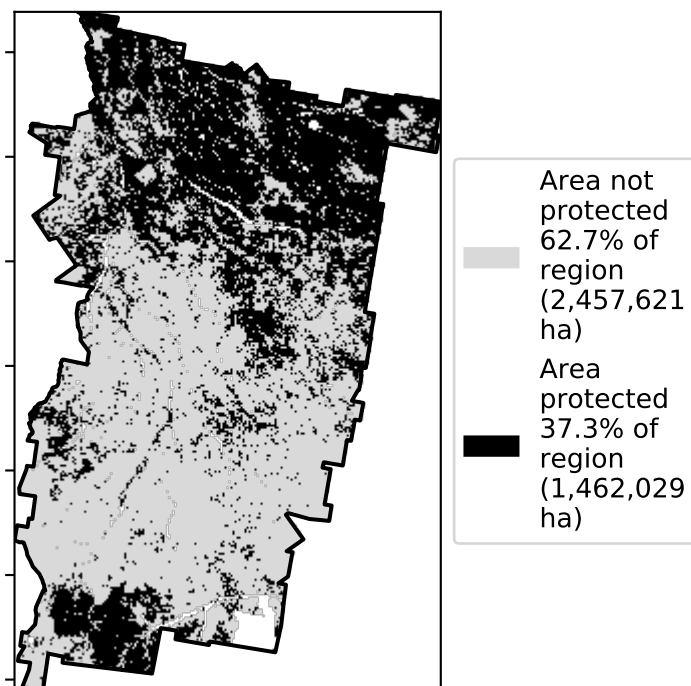 Area not
protected
62.7% of
region
(2,457,621
ha)
Area
protected
37.3% of
region
(1,462,029
ha)